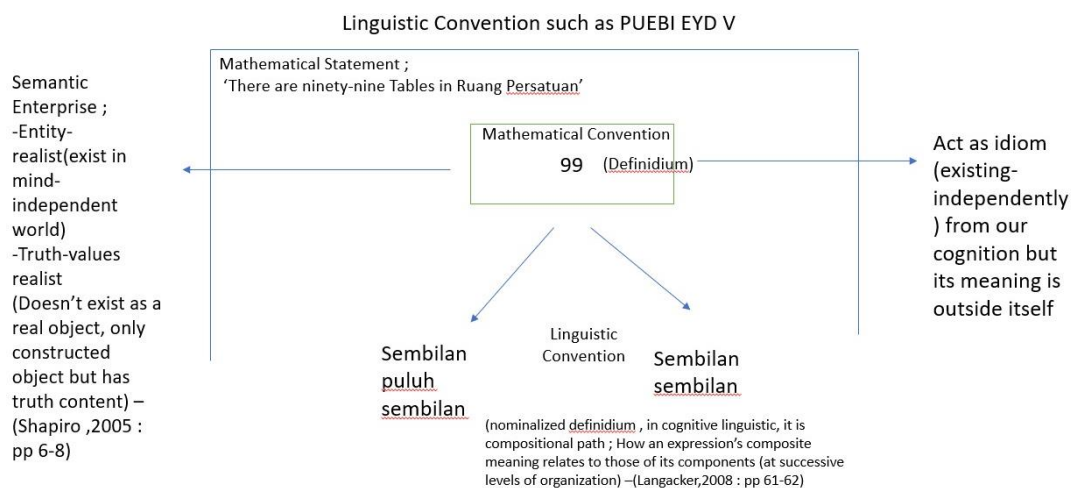 Linguistic Convention such as PUEBI EYD V
Mathematical Statement ;
‘There are ninety-nine Tables in Ruang Persatuan’
Semantic
Enterprise ;
-Entity-
realist(exist in
mind-
independent
world)
-Truth-values
realist
(Doesn’t exist as a
real object, only
constructed
object but has
truth content) –
(Shapiro ,2005 :
pp 6-8)
Mathematical Convention
99 (Definidium)
Act as idiom
(existing-
independently
) from our
cognition but
its meaning is
outside itself
Sembilan
puluh
sembilan
Linguistic
Convention
Sembilan
sembilan
(nominalized definidium , in cognitive linguistic, it is
compositional path ; How an expression’s composite
meaning relates to those of its components (at successive
levels of organization) –(Langacker,2008 : pp 61-62)